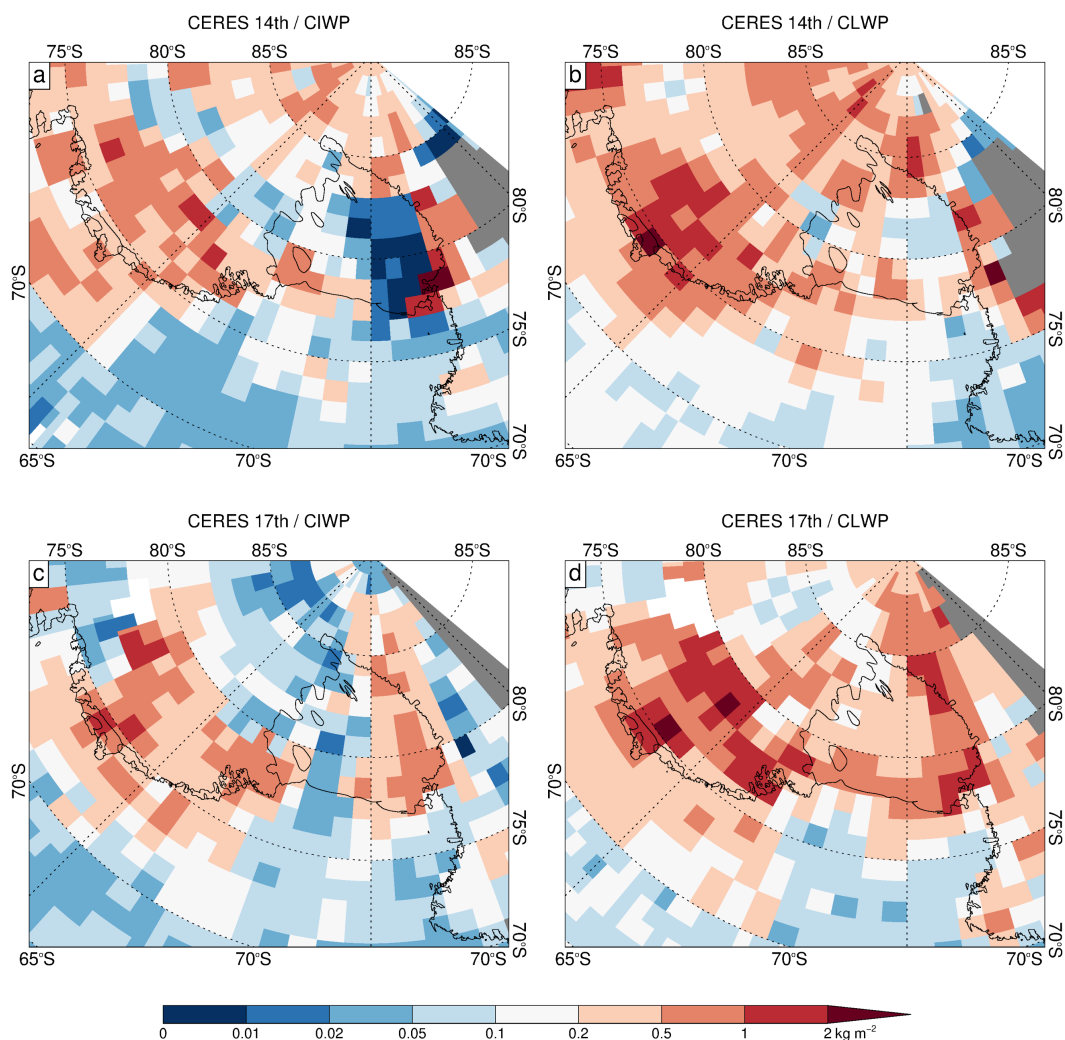 CERES 14th / CIWP
CERES 14th / CLWP
75°S 80°S 85°S 85°S
75°S 80°S 85°S 85°S
a
b
80°S
80°S
70°S
70°S
75°S
75°S
70°S
70°S
65°S 70°S 70°S
65°S 70°S 70°S
CERES 17th / CIWP
CERES 17th / CLWP
75°S 80°S 85°S 85°S
75°S 80°S 85°S 85°S
c
d
80°S
80°S
70°S
70°S
75°S
75°S
70°S
70°S
65°S 70°S 70°S
65°S 70°S 70°S
0 0.01 0.02 0.05 0.1 0.2 0.5 1 2 kg m⁻²